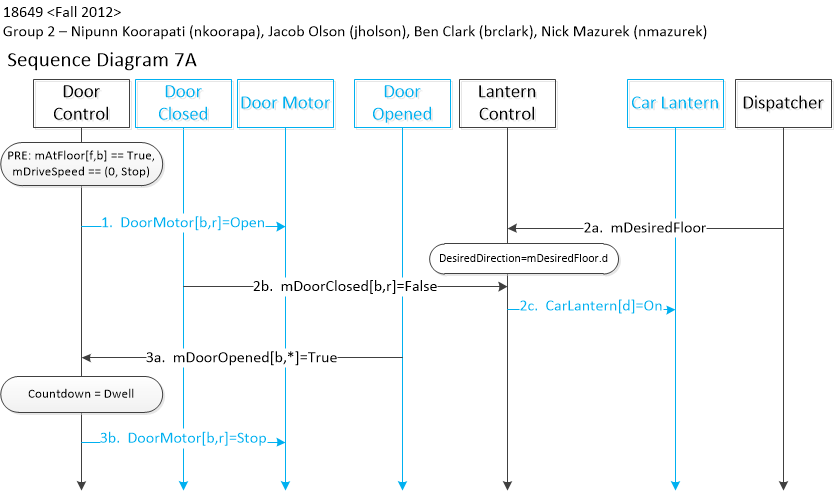 18649 <Fall 2012>
Group 2 – Nipunn Koorapati (nkoorapa), Jacob Olson (jholson), Ben Clark (brclark), Nick Mazurek (nmazurek)
Sequence Diagram 7A
Door
Control
Door
Closed
Door Motor
Door
Opened
Lantern
Control
Car Lantern
Dispatcher
PRE: mAtFloor[f,b] == True,
mDriveSpeed == (0, Stop)
1. DoorMotor[b,r]=Open
2a. mDesiredFloor
DesiredDirection=mDesiredFloor.d
2b. mDoorClosed[b,r]=False
2c. CarLantern[d]=On
3a. mDoorOpened[b,*]=True
Countdown = Dwell
3b. DoorMotor[b,r]=Stop